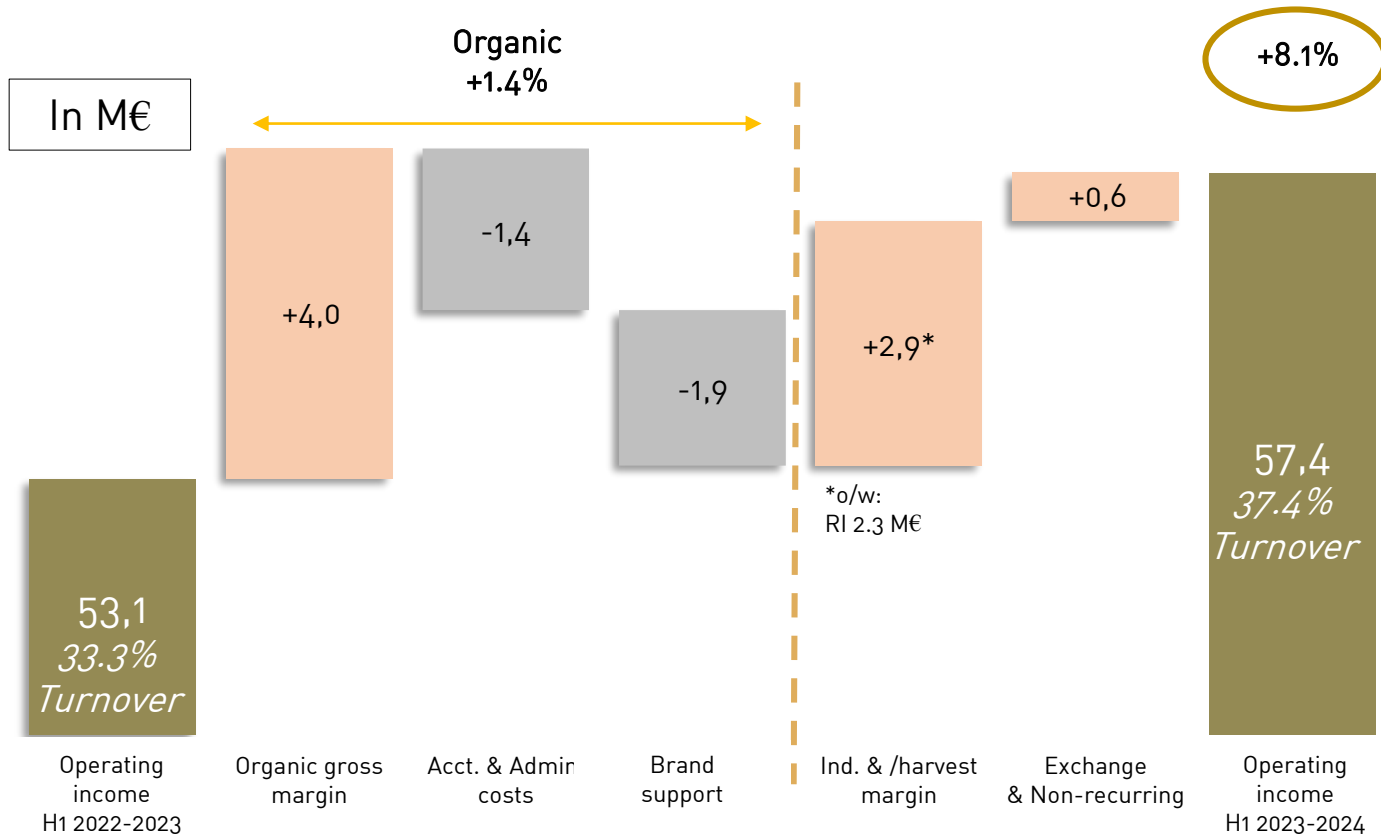 Organic
+1.4%
+8.1%
In M€
+4,0
-1,4
-1,9
+2,9*
+0,6
*o/w:
RI 2.3 M€
53,1
33.3%
Turnover
57,4
37.4%
Turnover
Operating
income
H1 2022-2023
Organic gross
margin
Acct. & Admin
costs
Brand
support
Ind. & /harvest
margin
Exchange
& Non-recurring
Operating
income
H1 2023-2024